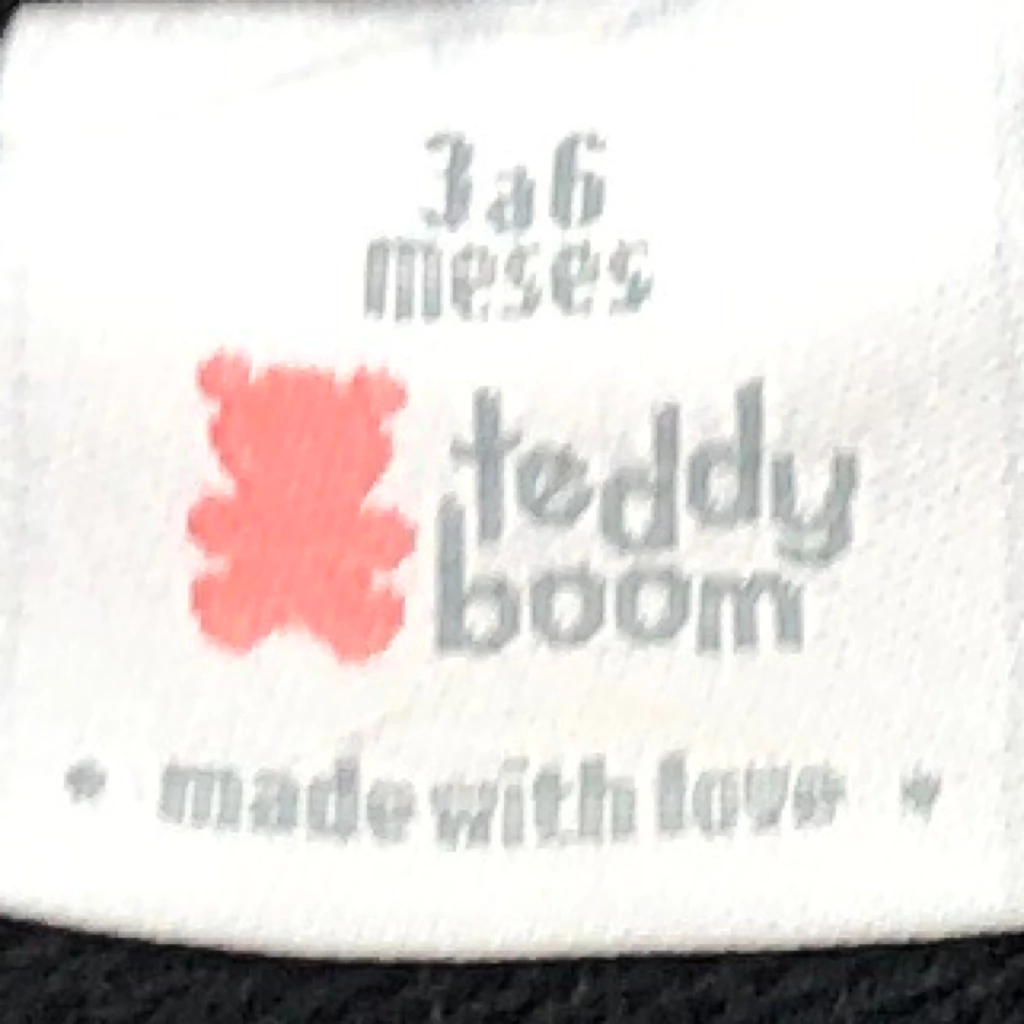 3 a 6
meses
teddy
boom
• made with love •